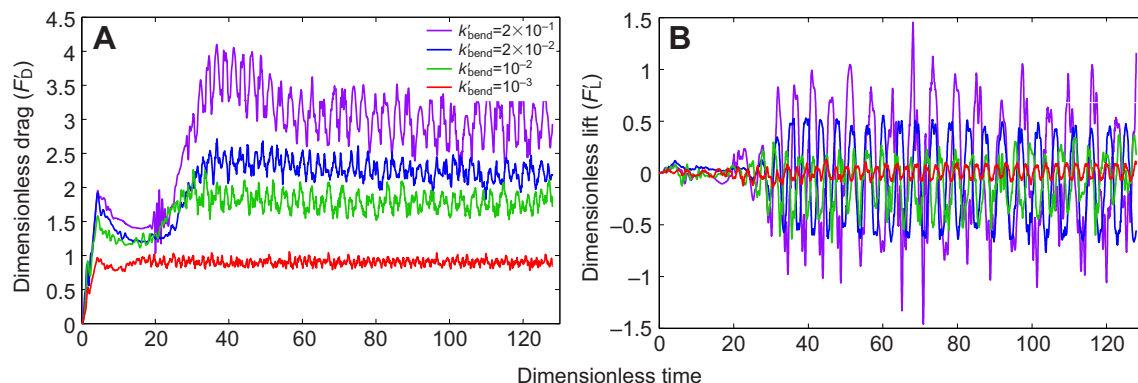 A
Dimensionless drag (F′D)
4.5
4
3.5
3
2.5
2
1.5
1
0.5
0
k′bend=2×10⁻¹
k′bend=2×10⁻²
k′bend=10⁻²
k′bend=10⁻³
0 20 40 60 80 100 120
B
Dimensionless lift (F′L)
1.5
1
0.5
0
–0.5
–1
–1.5
0 20 40 60 80 100 120
Dimensionless time